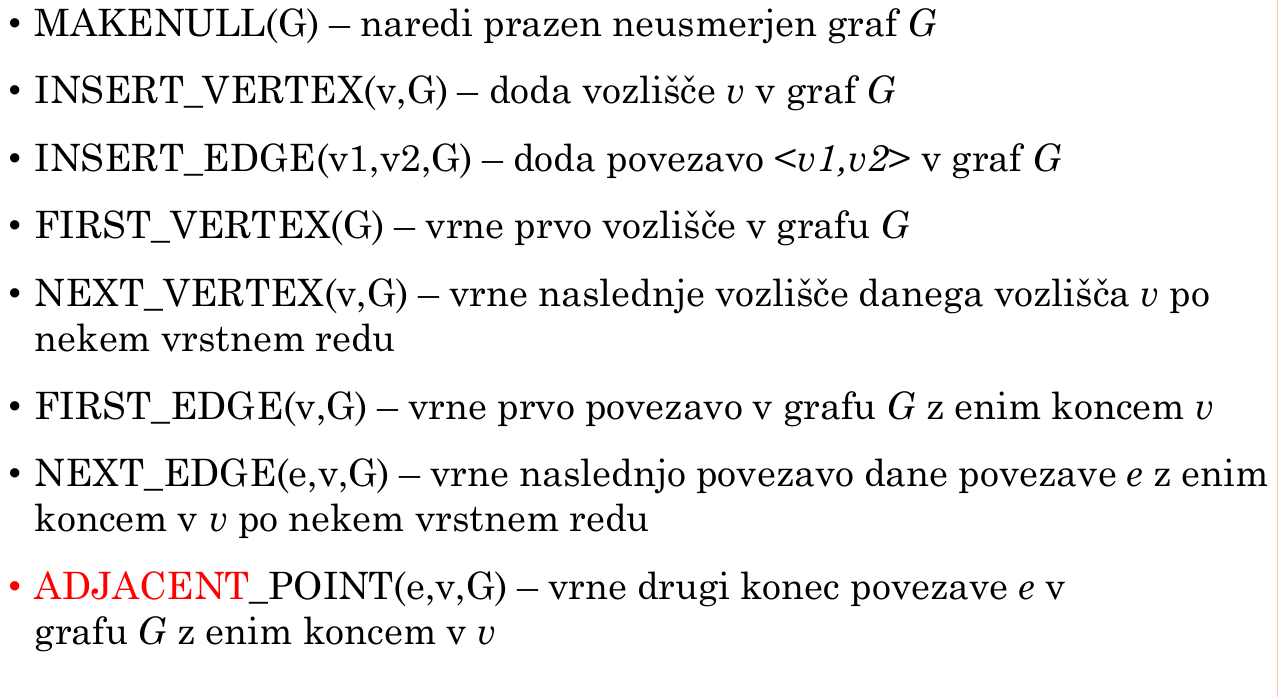 • MAKENULL(G) – naredi prazen neusmerjen graf G
• INSERT_VERTEX(v,G) – doda vozlišče v v graf G
• INSERT_EDGE(v1,v2,G) – doda povezavo <v1,v2> v graf G
• FIRST_VERTEX(G) – vrne prvo vozlišče v grafu G
• NEXT_VERTEX(v,G) – vrne naslednje vozlišče danega vozlišča v po
nekem vrstnem redu
• FIRST_EDGE(v,G) – vrne prvo povezavo v grafu G z enim koncem v
• NEXT_EDGE(e,v,G) – vrne naslednjo povezavo dane povezave e z enim
koncem v v po nekem vrstnem redu
• ADJACENT_POINT(e,v,G) – vrne drugi konec povezave e v
grafu G z enim koncem v v